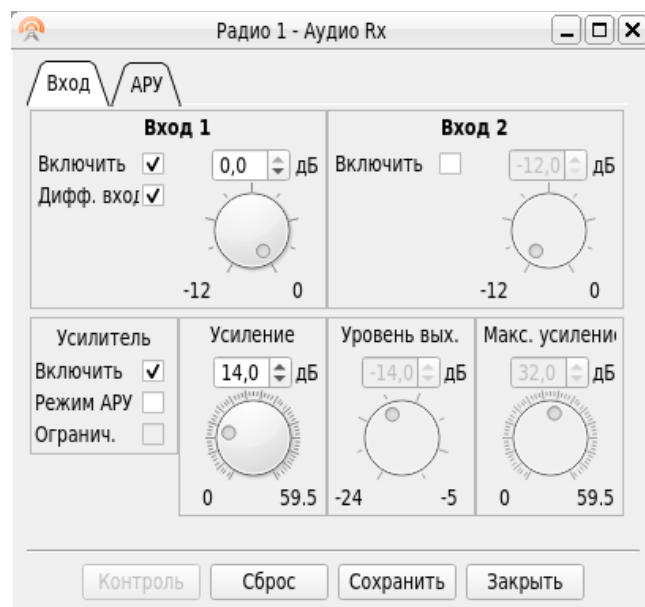 Радио 1 - Аудио Rx
Вход АРУ
Вход 1 Вход 2
Включить 0,0 дБ Включить -12,0 дБ
Дифф. вход
-12 0 -12 0
Усилитель Усиление Уровень вых. Макс. усилени
Включить 14,0 дБ -14,0 дБ 32,0 дБ
Режим АРУ
Огранич.
0 59.5 -24 -5 0 59.5
Контроль Сброс Сохранить Закрыть